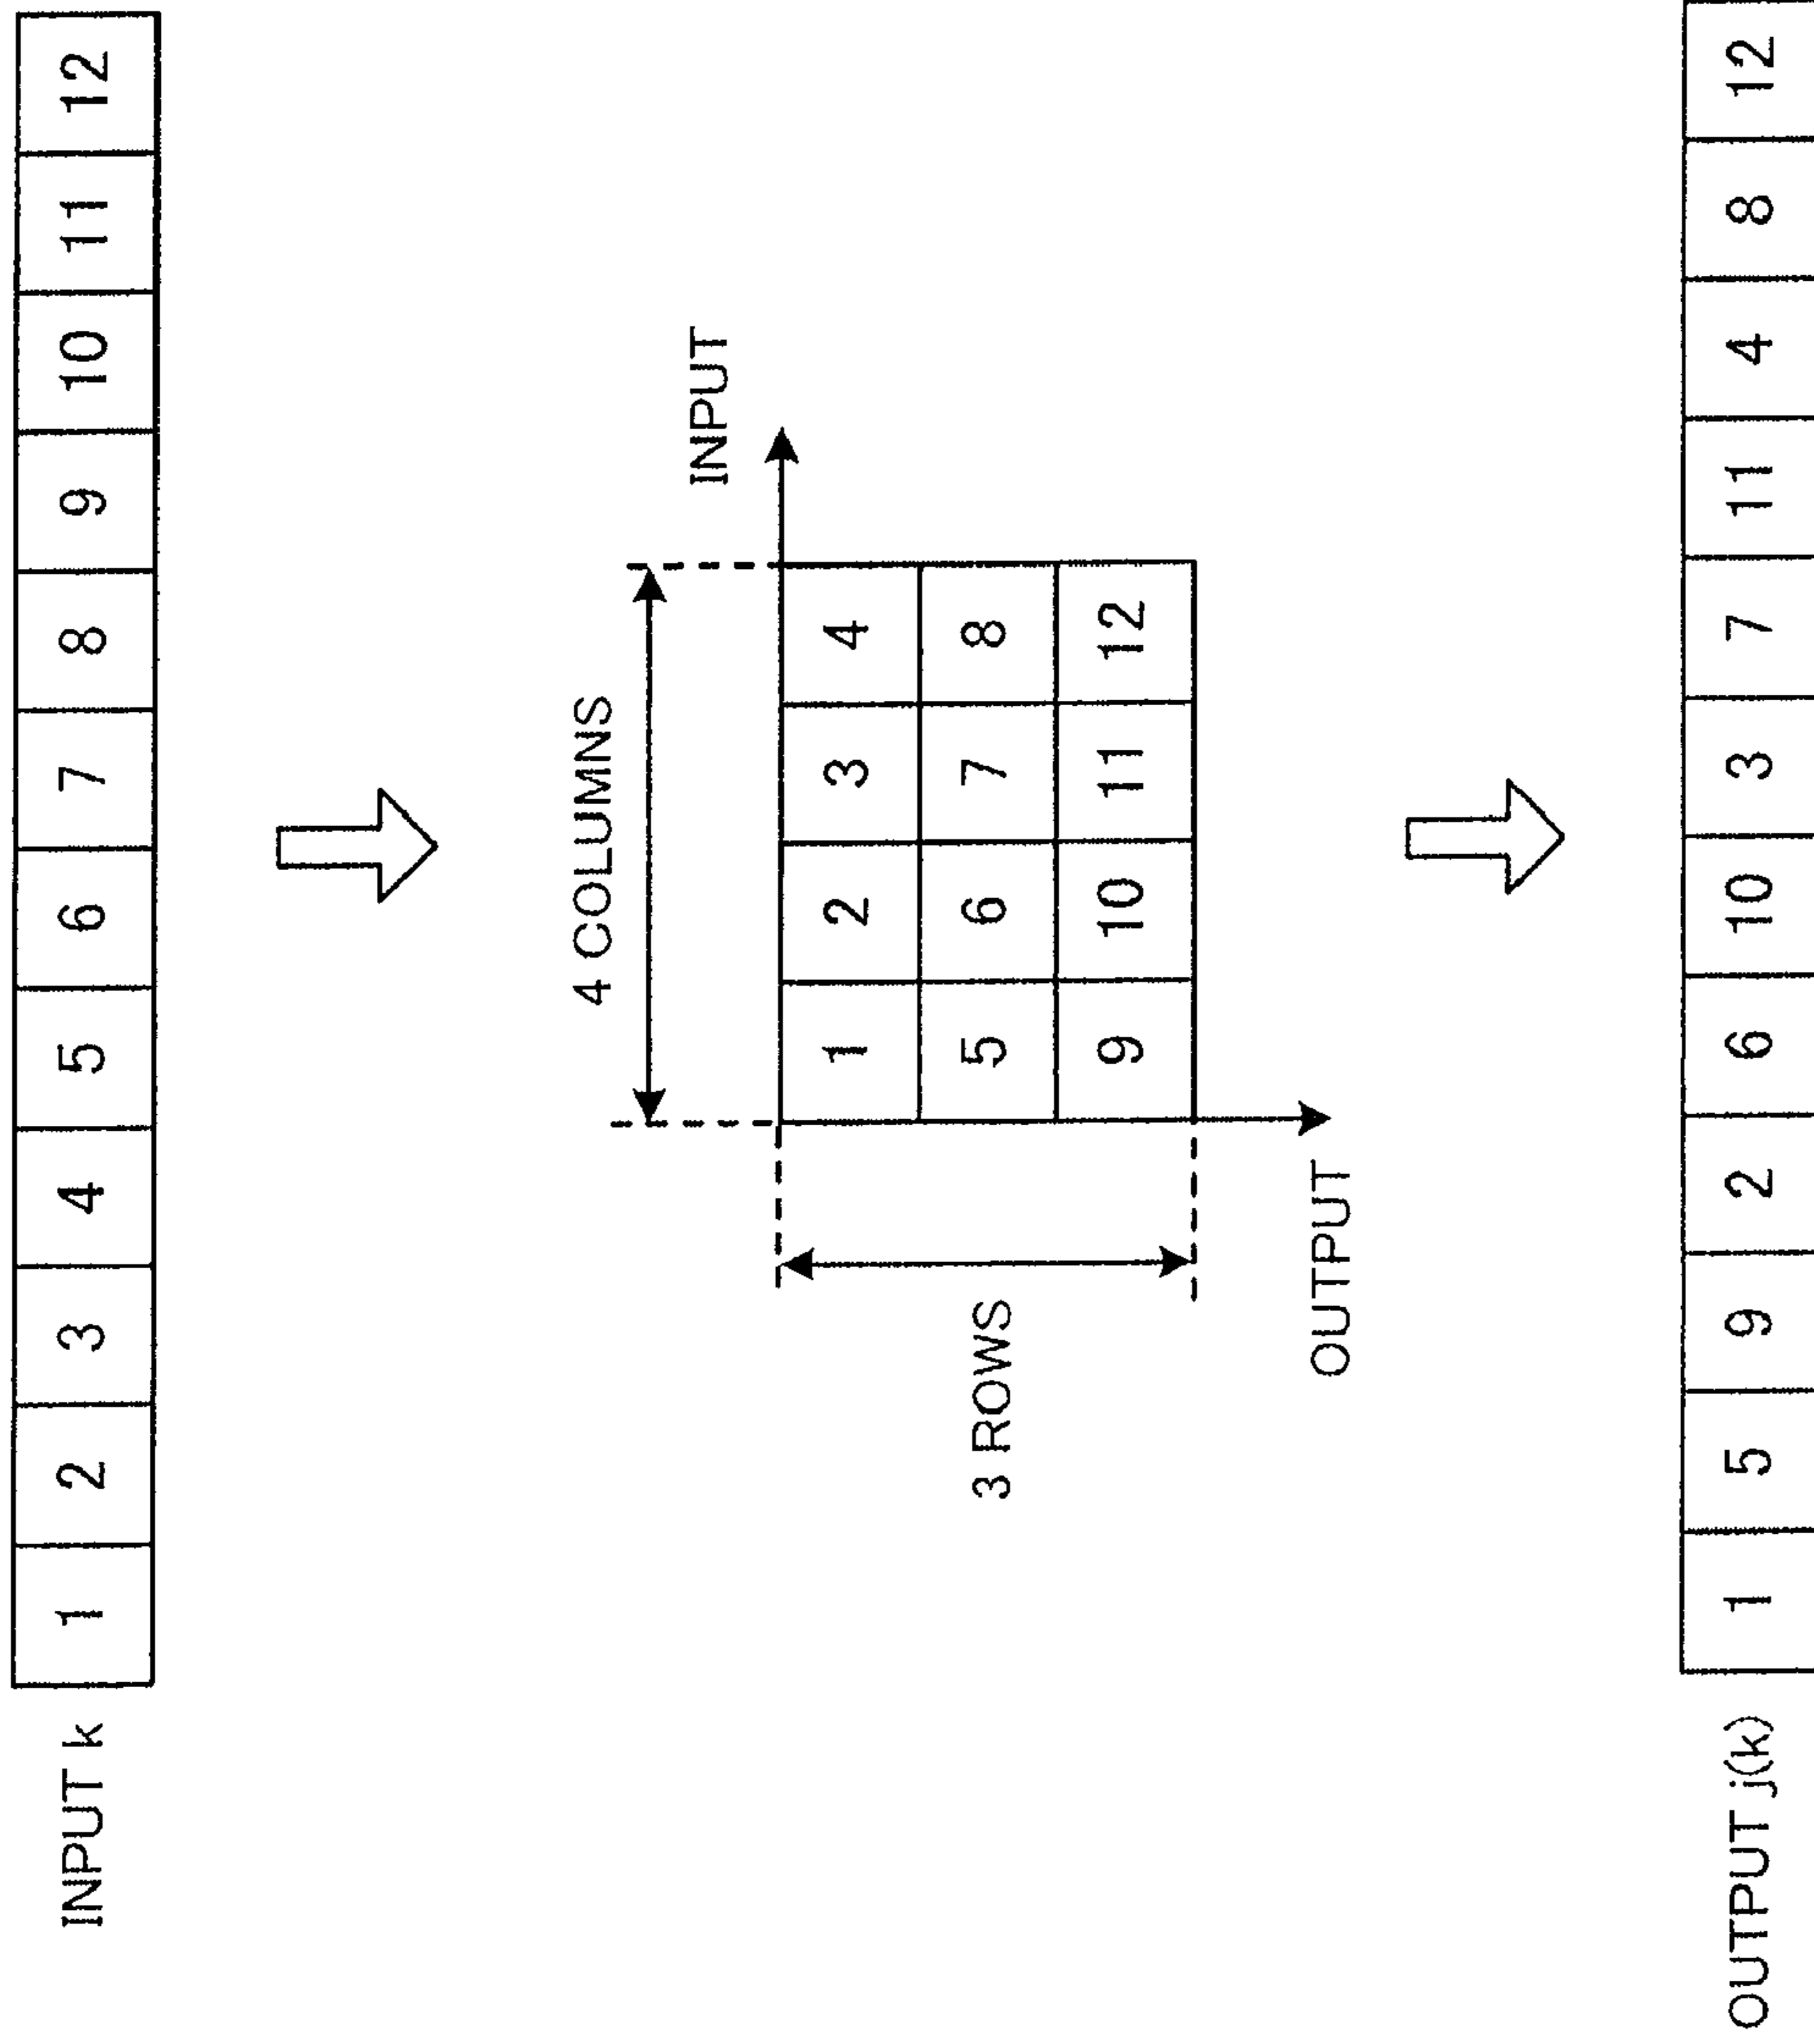 INPUT k 1 2 3 4 5 6 7 8 9 10 11 12
4 COLUMNS
INPUT
3 ROWS
1 2 3 4
5 6 7 8
9 10 11 12
OUTPUT
OUTPUT j(k) 1 5 9 2 6 10 3 7 11 4 8 12